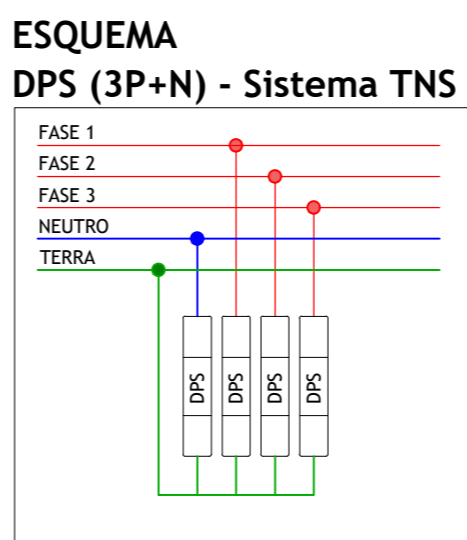 ESQUEMA
DPS (3P+N) - Sistema TNS
FASE 1
FASE 2
FASE 3
NEUTRO
TERRA
DPS
DPS
DPS
DPS